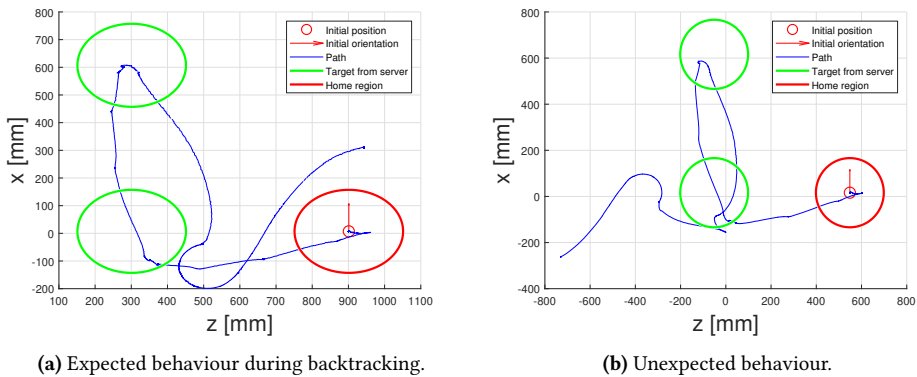 800
700
600
500
400
300
200
100
0
-100
-200
100 200 300 400 500 600 700 800 900 1000 1100
x [mm]
z [mm]
Initial position
Initial orientation
Path
Target from server
Home region
(a) Expected behaviour during backtracking.
800
600
400
200
0
-200
-400
-800 -600 -400 -200 0 200 400 600 800
x [mm]
z [mm]
Initial position
Initial orientation
Path
Target from server
Home region
(b) Unexpected behaviour.